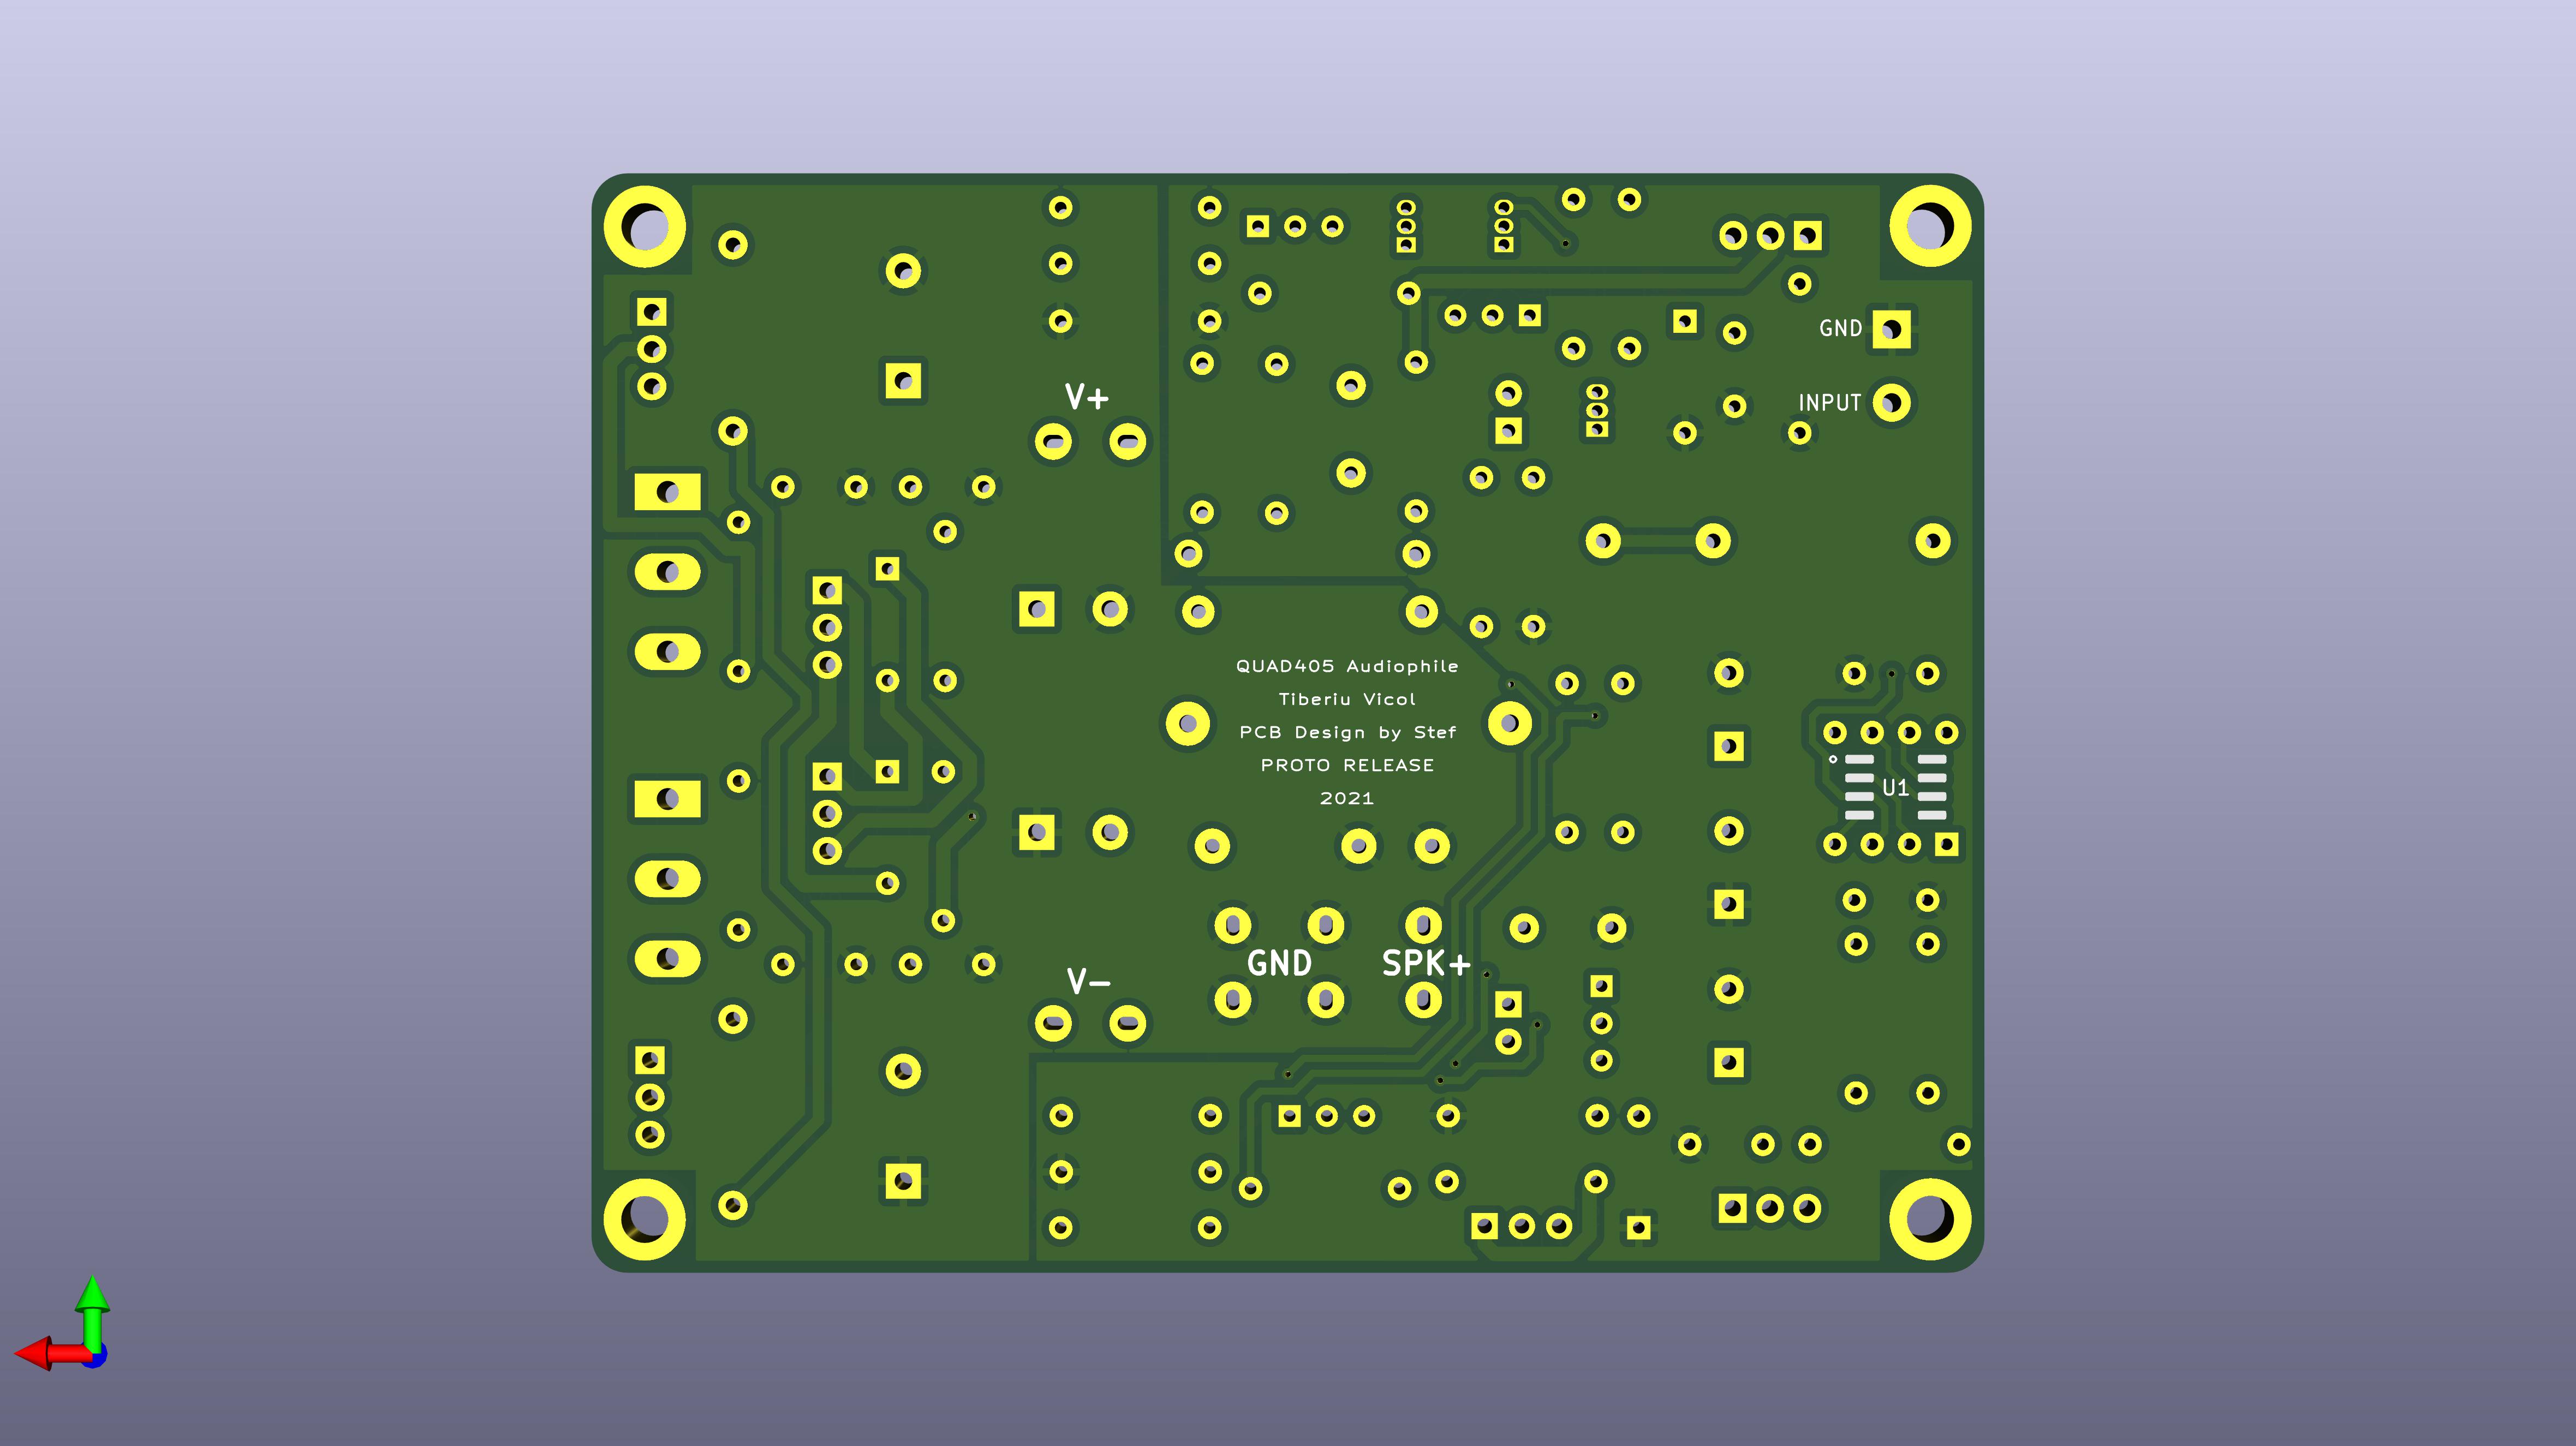 GND
INPUT
V+
QUAD405 Audiophile
Tiberiu Vicol
PCB Design by Stef
PROTO RELEASE
2021
U1
GND
SPK+
V-